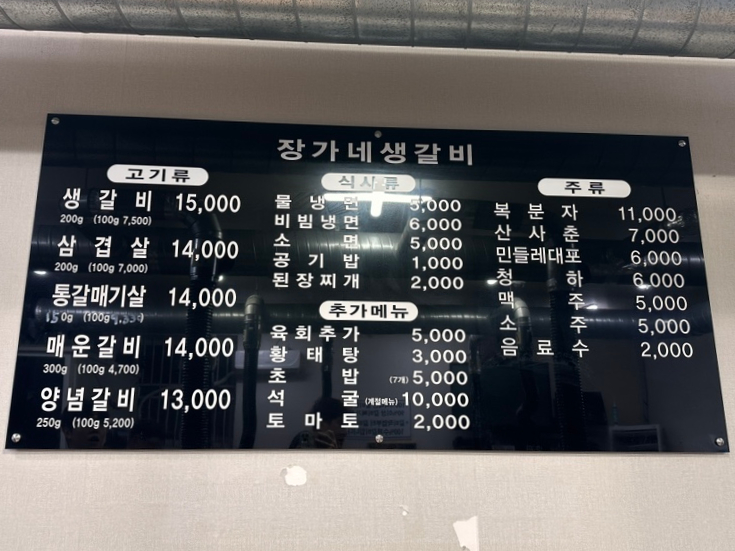 장가네생갈비
고기류
생 갈 비 15,000
200g (100g 7,500)
삼 겹 살 14,000
200g (100g 7,000)
통갈매기살 14,000
150g (100g
매운갈비 14,000
300g (100g 4,700)
양념갈비 13,000
250g (100g 5,200)
식사류
물 냉 면 5,000
비빔냉면 6,000
소 면 5,000
공 기 밥 1,000
된장찌개 2,000
추가메뉴
육회추가 5,000
황 태 탕 3,000
초 밥 (7개) 5,000
석 굴 (계절메뉴) 10,000
토 마 토 2,000
주류
복 분 자 11,000
산 사 춘 7,000
민들레대포 6,000
청 하 6,000
맥 주 5,000
소 주 5,000
음 료 수 2,000